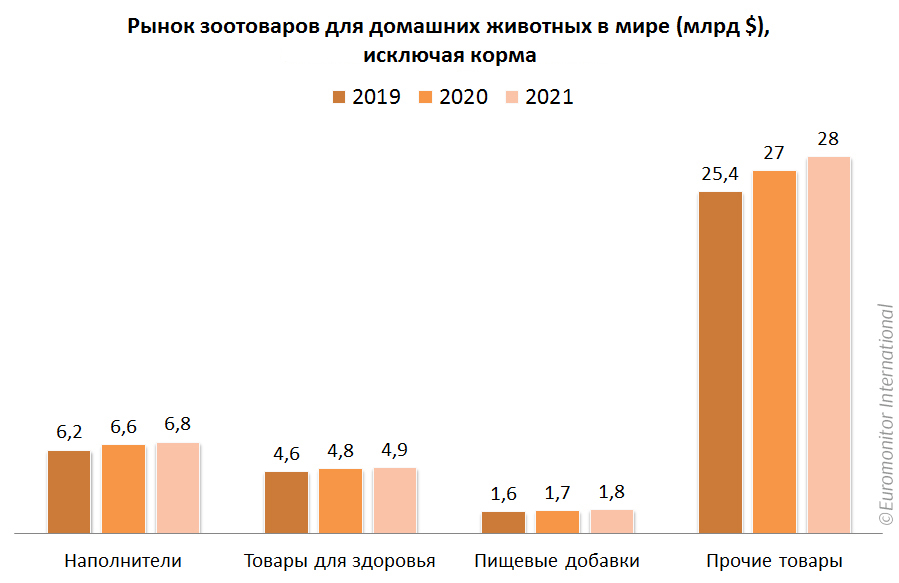 Рынок зоотоваров для домашних животных в мире (млрд $),
исключая корма
2019 2020 2021
6,2 6,6 6,8
4,6 4,8 4,9
1,6 1,7 1,8
25,4 27 28
Наполнители Товары для здоровья Пищевые добавки Прочие товары
©Euromonitor International